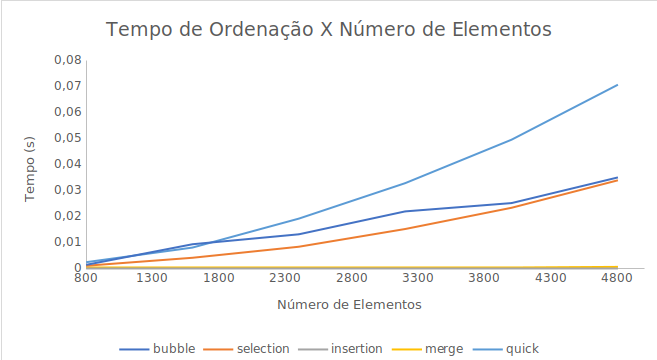 Tempo de Ordenação X Número de Elementos
0,08
0,07
0,06
0,05
0,04
0,03
0,02
0,01
0
Tempo (s)
800 1300 1800 2300 2800 3300 3800 4300 4800
Número de Elementos
bubble selection insertion merge quick